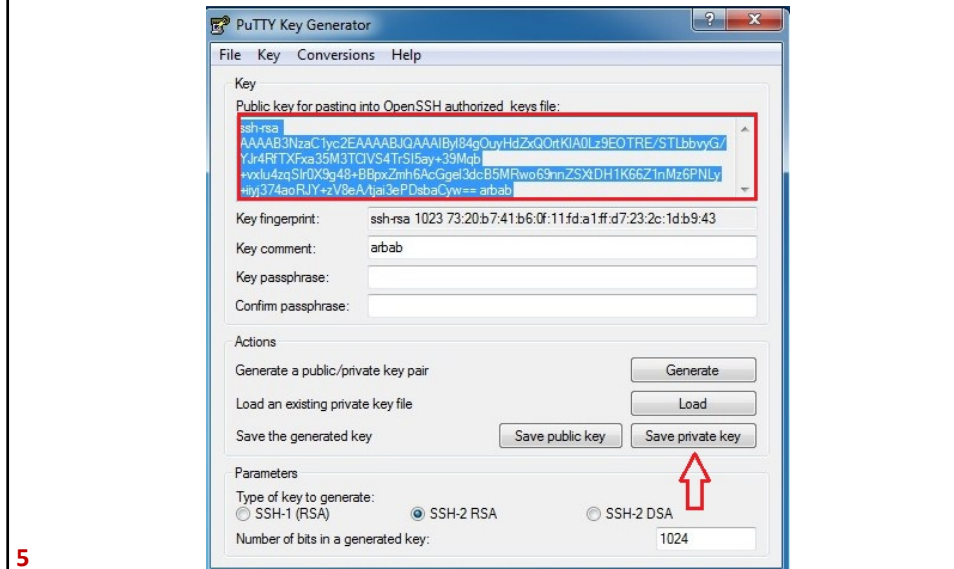 PuTTY Key Generator
File Key Conversions Help
Key
Public key for pasting into OpenSSH authorized_keys file:
ssh-rsa
AAAAB3NzaC1yc2EAAAABJQAAAIByI84gOuyHdZxQOrtKIA0Lz9EOTRE/STLbbvyG/
YJr4RfTXFxa35M3TCIVS4TrSI5ay+39Mqb
+vxIu4zqSIr0X9g48+BBpxZmh6AcGgeI3dcB5MRwo69nnZSXtDH1K66Z1nMz6PNLy
+iyj374aoRJY+zV8eA/tjai3ePDsbaCyw== arbab
Key fingerprint: ssh-rsa 1023 73:20:b7:41:b6:0f:11:fd:a1:ff:d7:23:2c:1d:b9:43
Key comment: arbab
Key passphrase:
Confirm passphrase:
Actions
Generate a public/private key pair Generate
Load an existing private key file Load
Save the generated key Save public key Save private key
Parameters
Type of key to generate:
SSH-1 (RSA) SSH-2 RSA SSH-2 DSA
Number of bits in a generated key: 1024
5